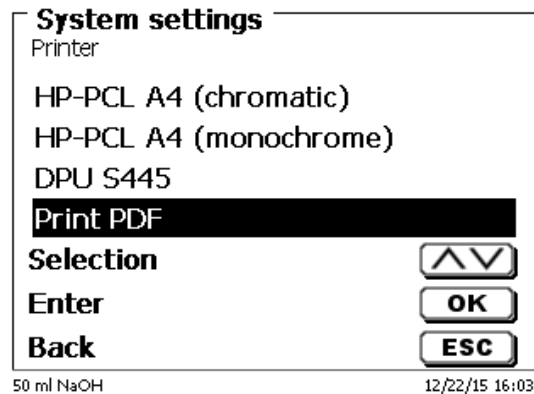 System settings
Printer
HP-PCL A4 (chromatic)
HP-PCL A4 (monochrome)
DPU S445
Print PDF
Selection
Enter OK
Back ESC
50 ml NaOH 12/22/15 16:03